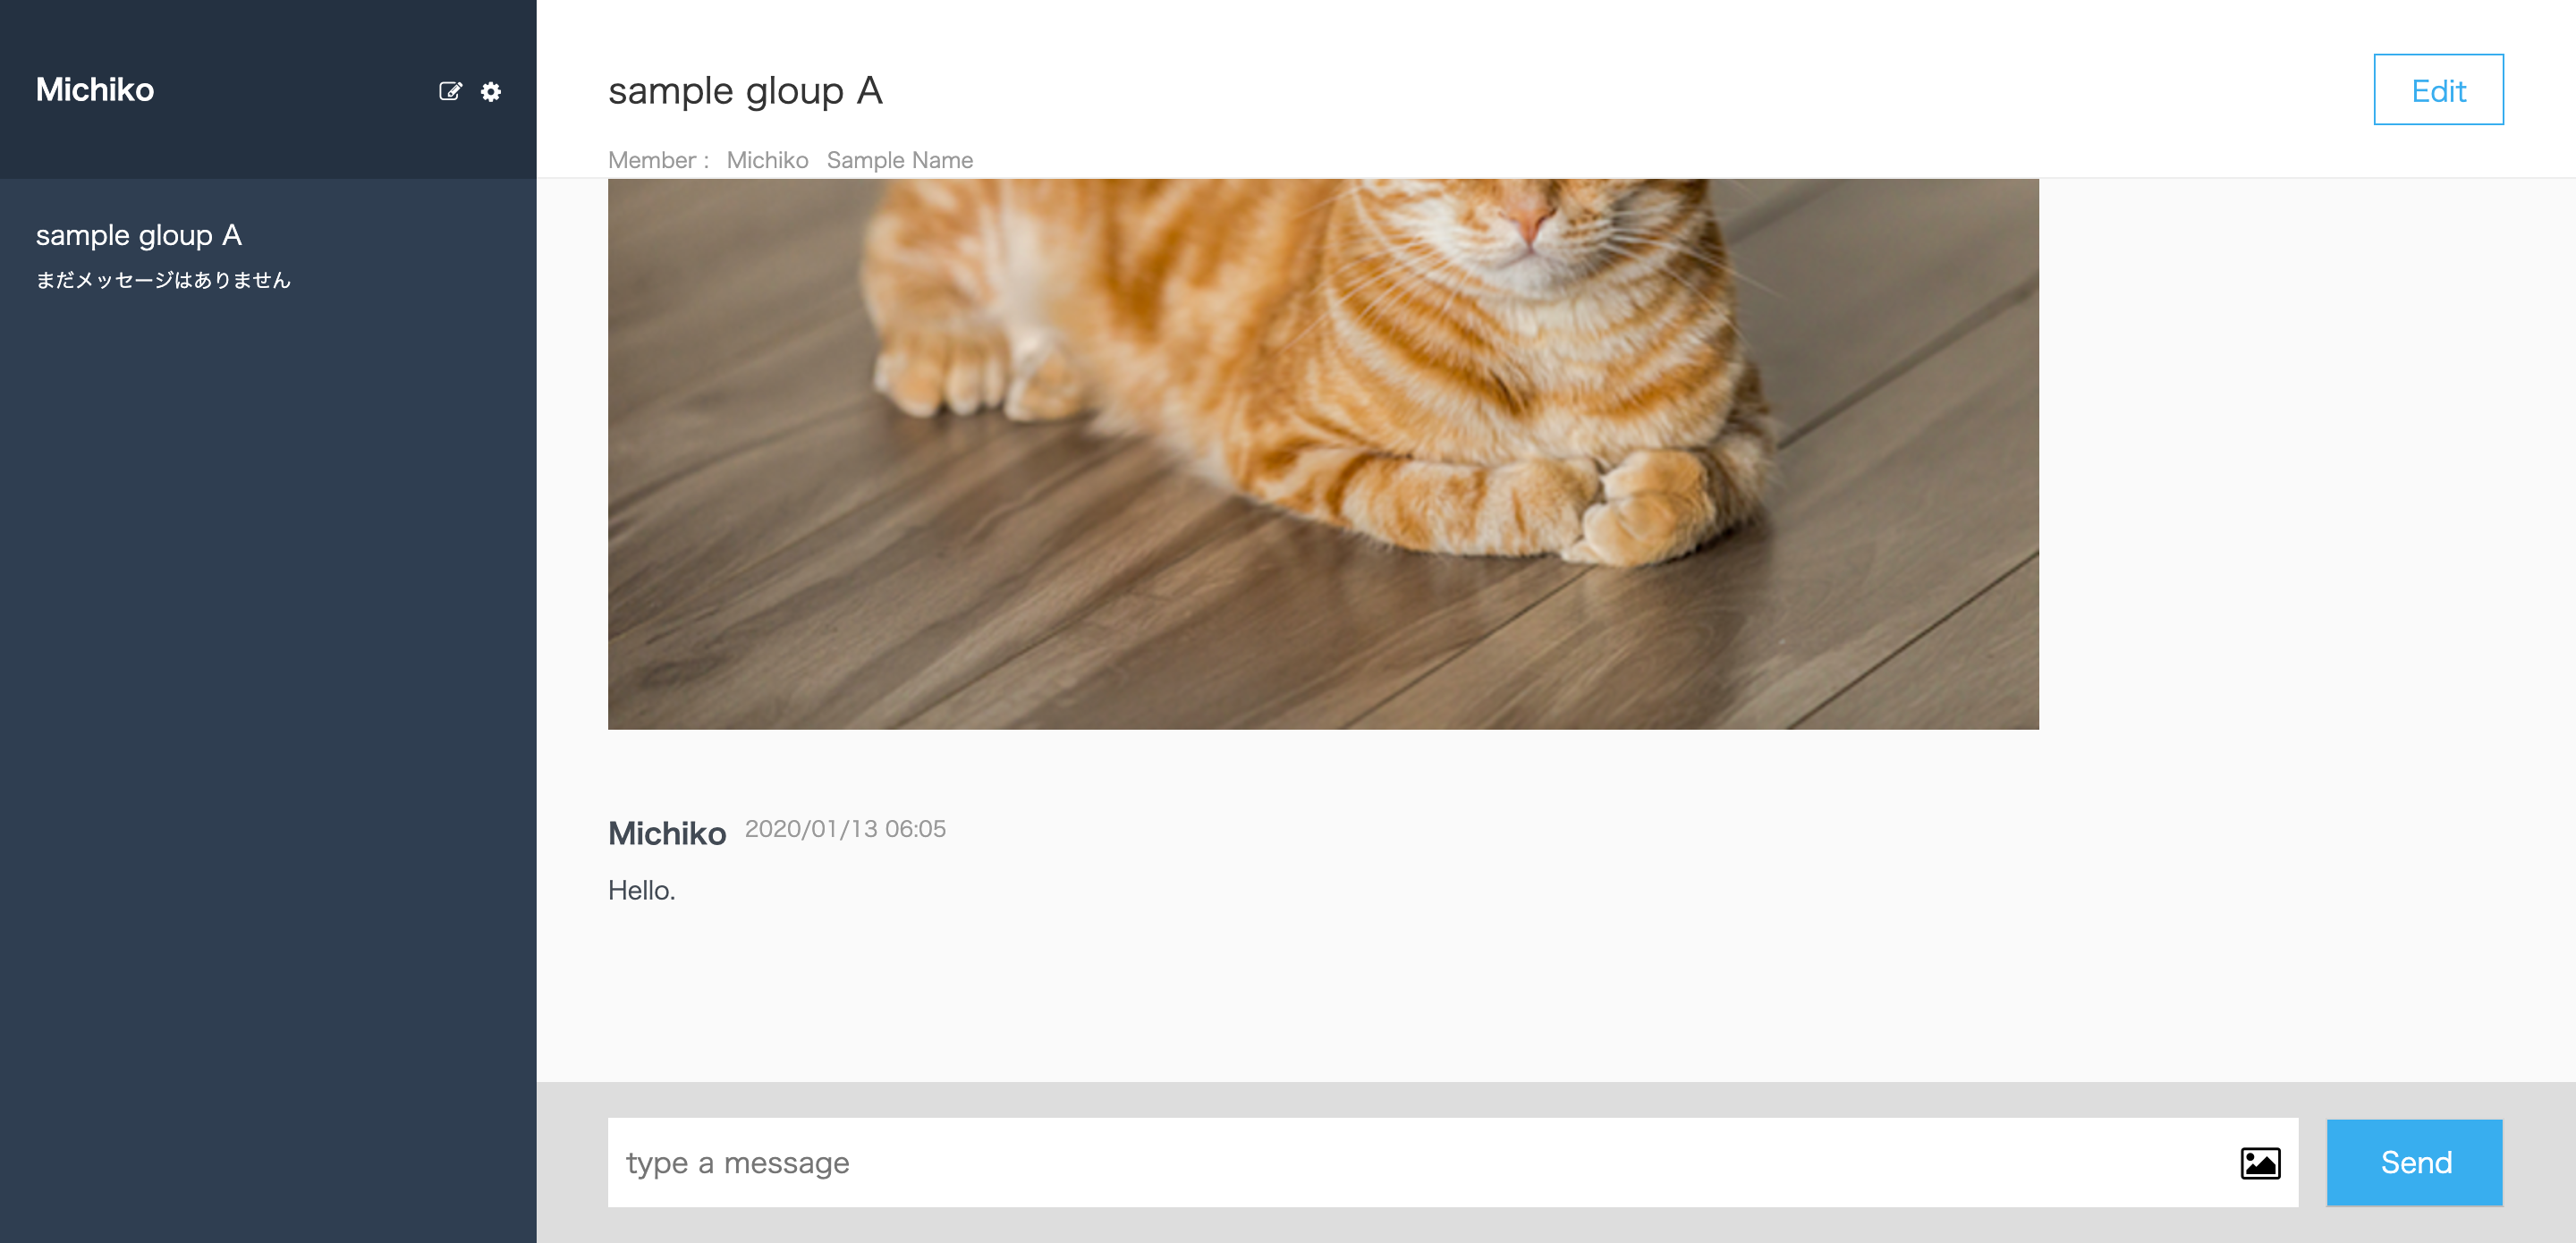 Michiko
sample gloup A
まだメッセージはありません
sample gloup A
Edit
Member : Michiko Sample Name
Michiko 2020/01/13 06:05
Hello.
type a message
Send